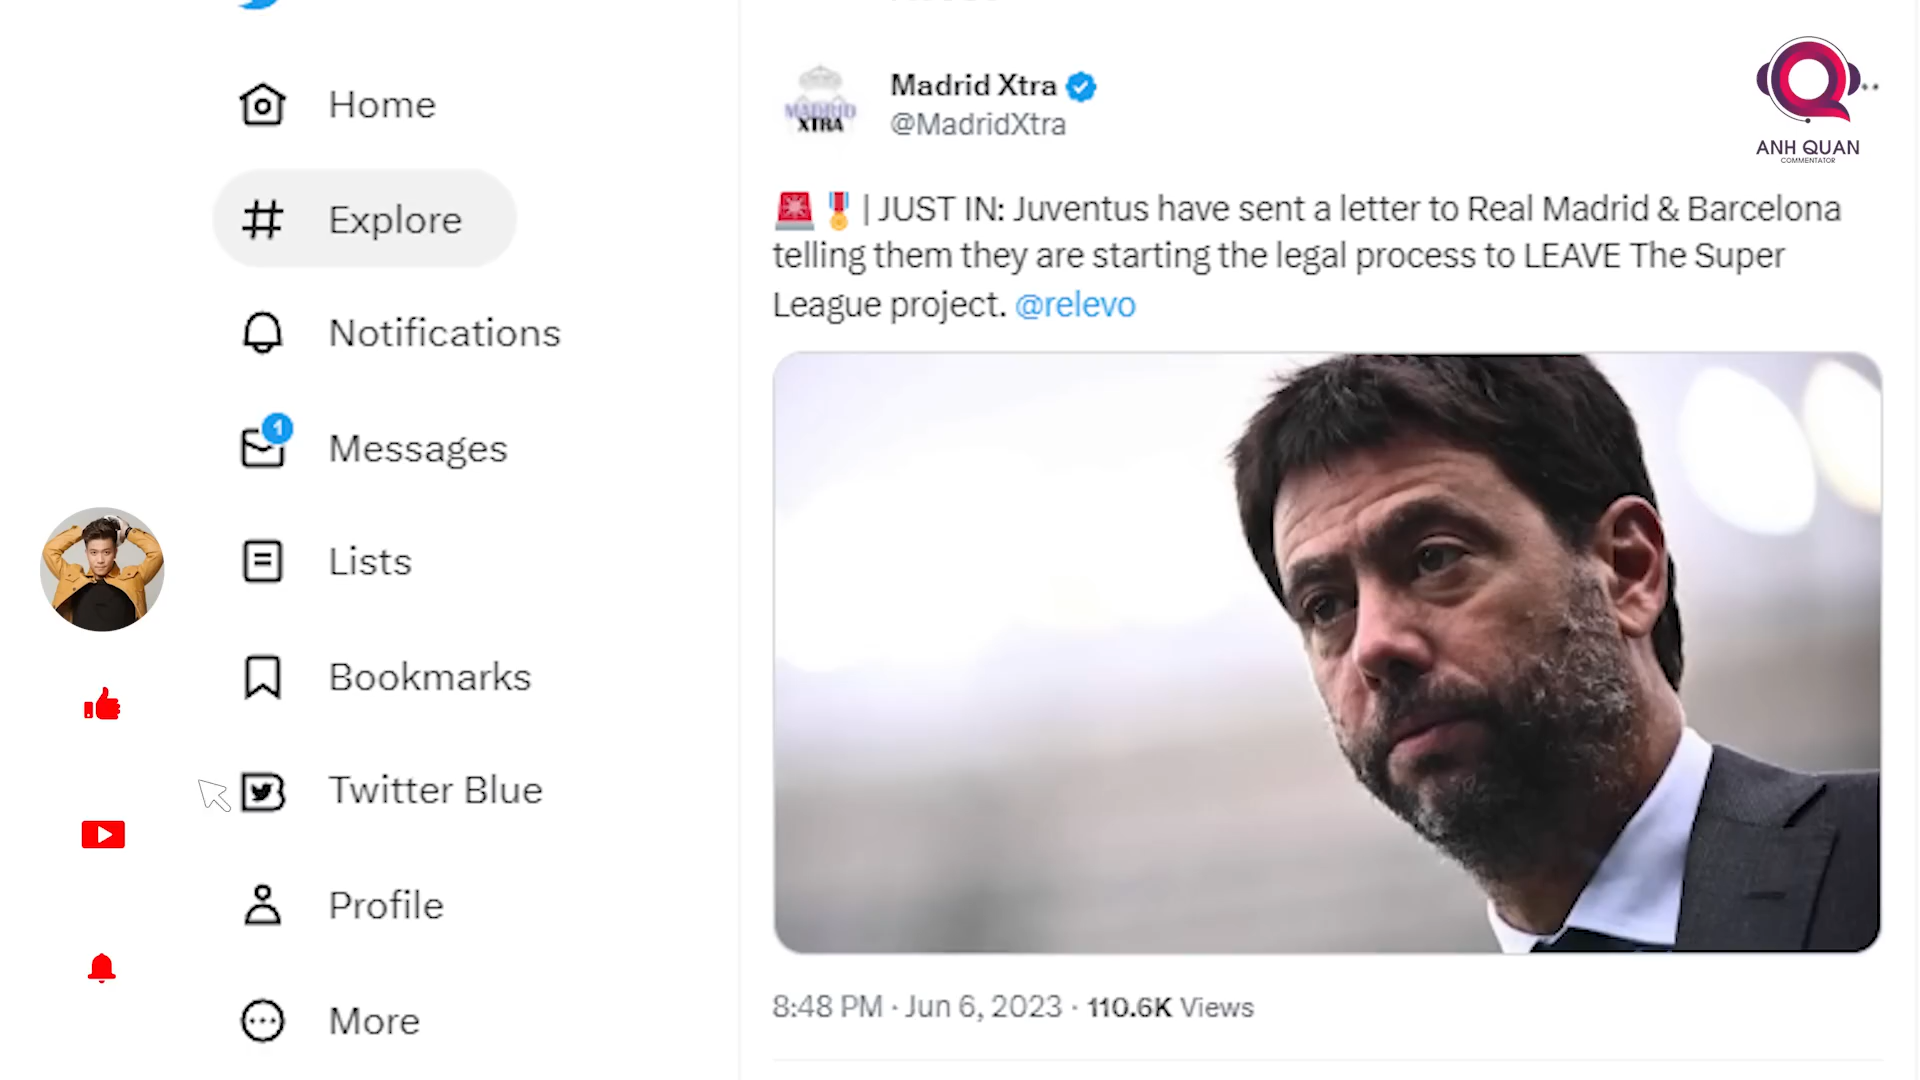 Home
Explore
Notifications
1
Messages
Lists
Bookmarks
Twitter Blue
Profile
More
MADRID
XTRA
Madrid Xtra
@MadridXtra
ANH QUAN
COMMENTATOR
| JUST IN: Juventus have sent a letter to Real Madrid & Barcelona
telling them they are starting the legal process to LEAVE The Super
League project. @relevo
8:48 PM · Jun 6, 2023 · 110.6K Views